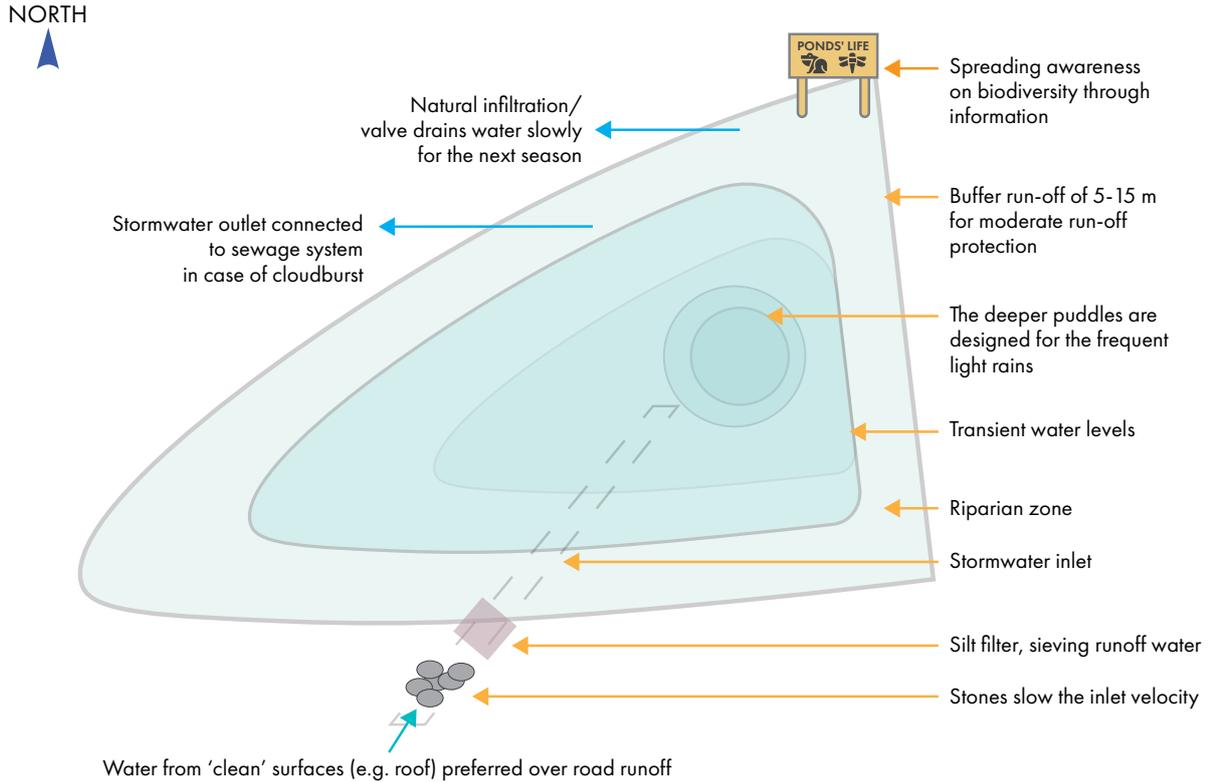 NORTH
PONDS' LIFE
Spreading awareness
on biodiversity through
information
Natural infiltration/
valve drains water slowly
for the next season
Buffer run-off of 5-15 m
for moderate run-off
protection
Stormwater outlet connected
to sewage system
in case of cloudburst
The deeper puddles are
designed for the frequent
light rains
Transient water levels
Riparian zone
Stormwater inlet
Silt filter, sieving runoff water
Stones slow the inlet velocity
Water from ‘clean’ surfaces (e.g. roof) preferred over road runoff